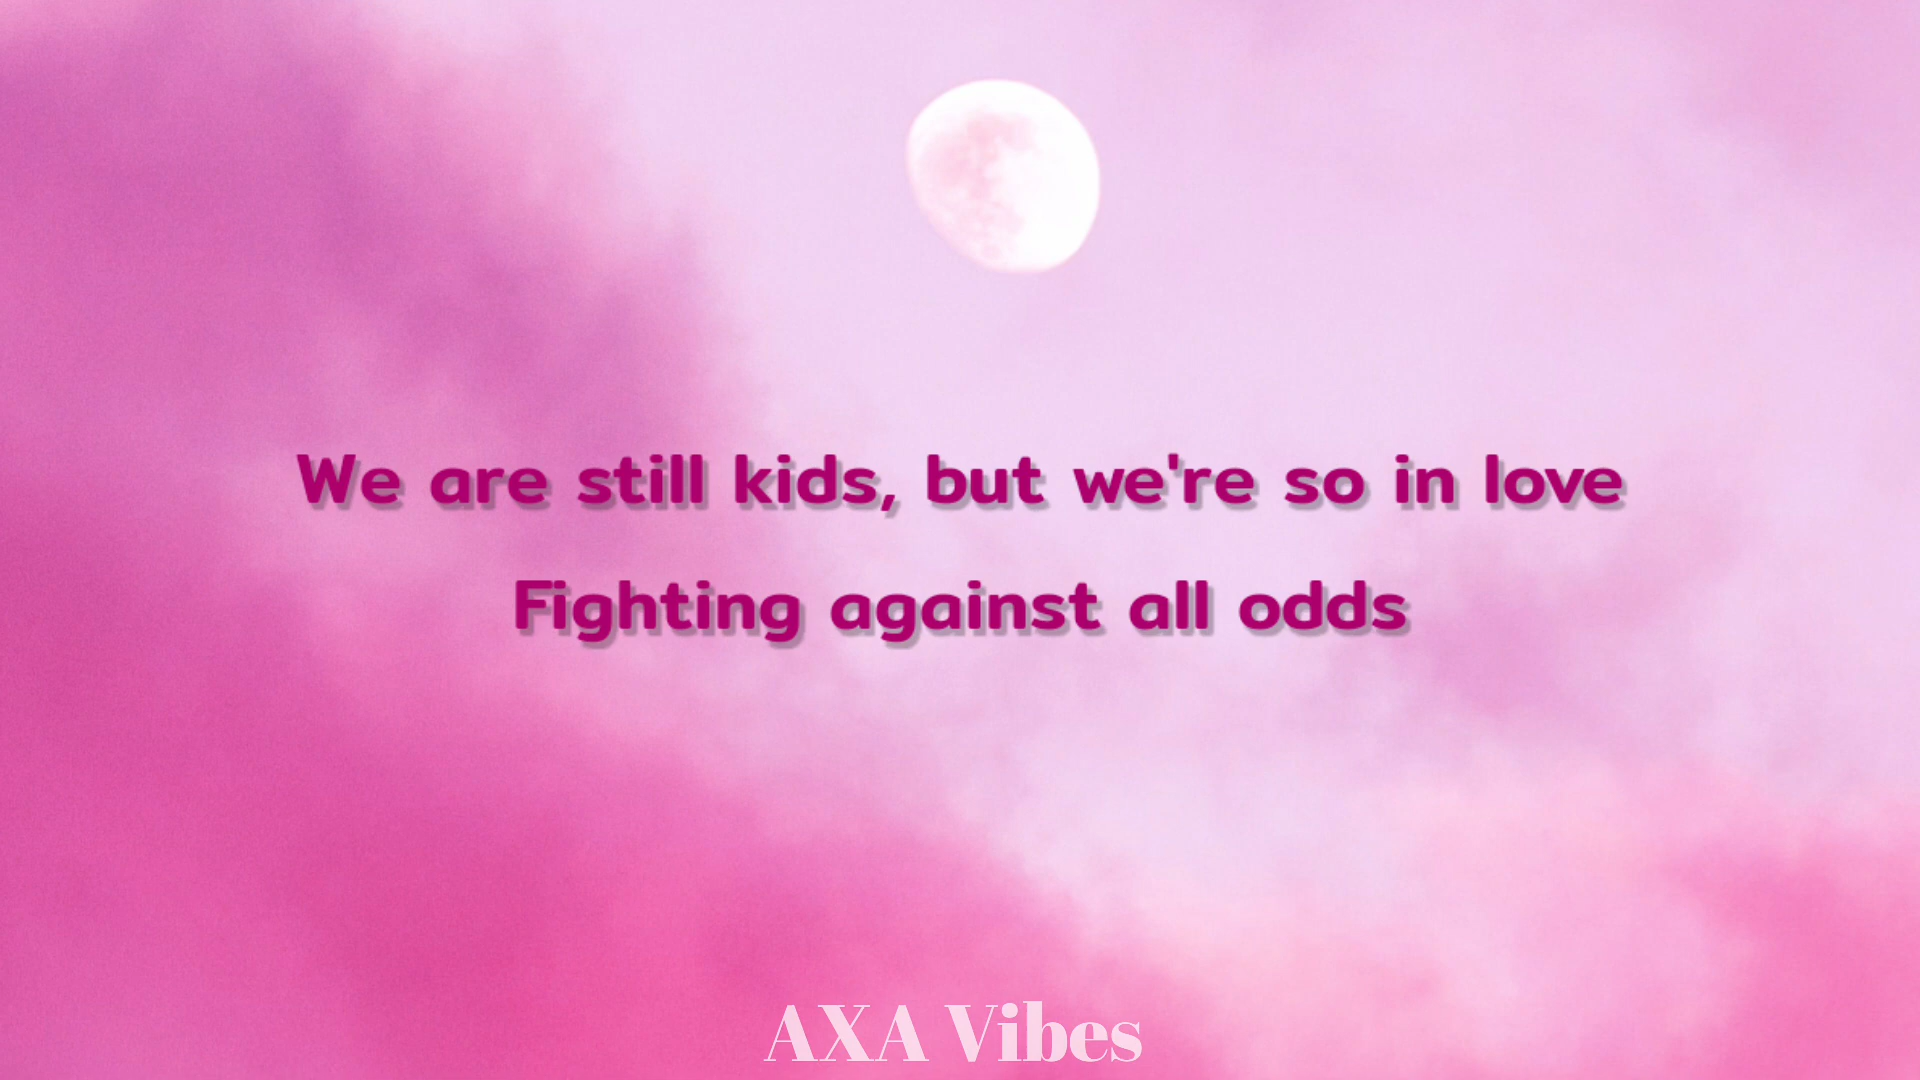 We are still kids, but we're so in love
Fighting against all odds
AXA Vibes